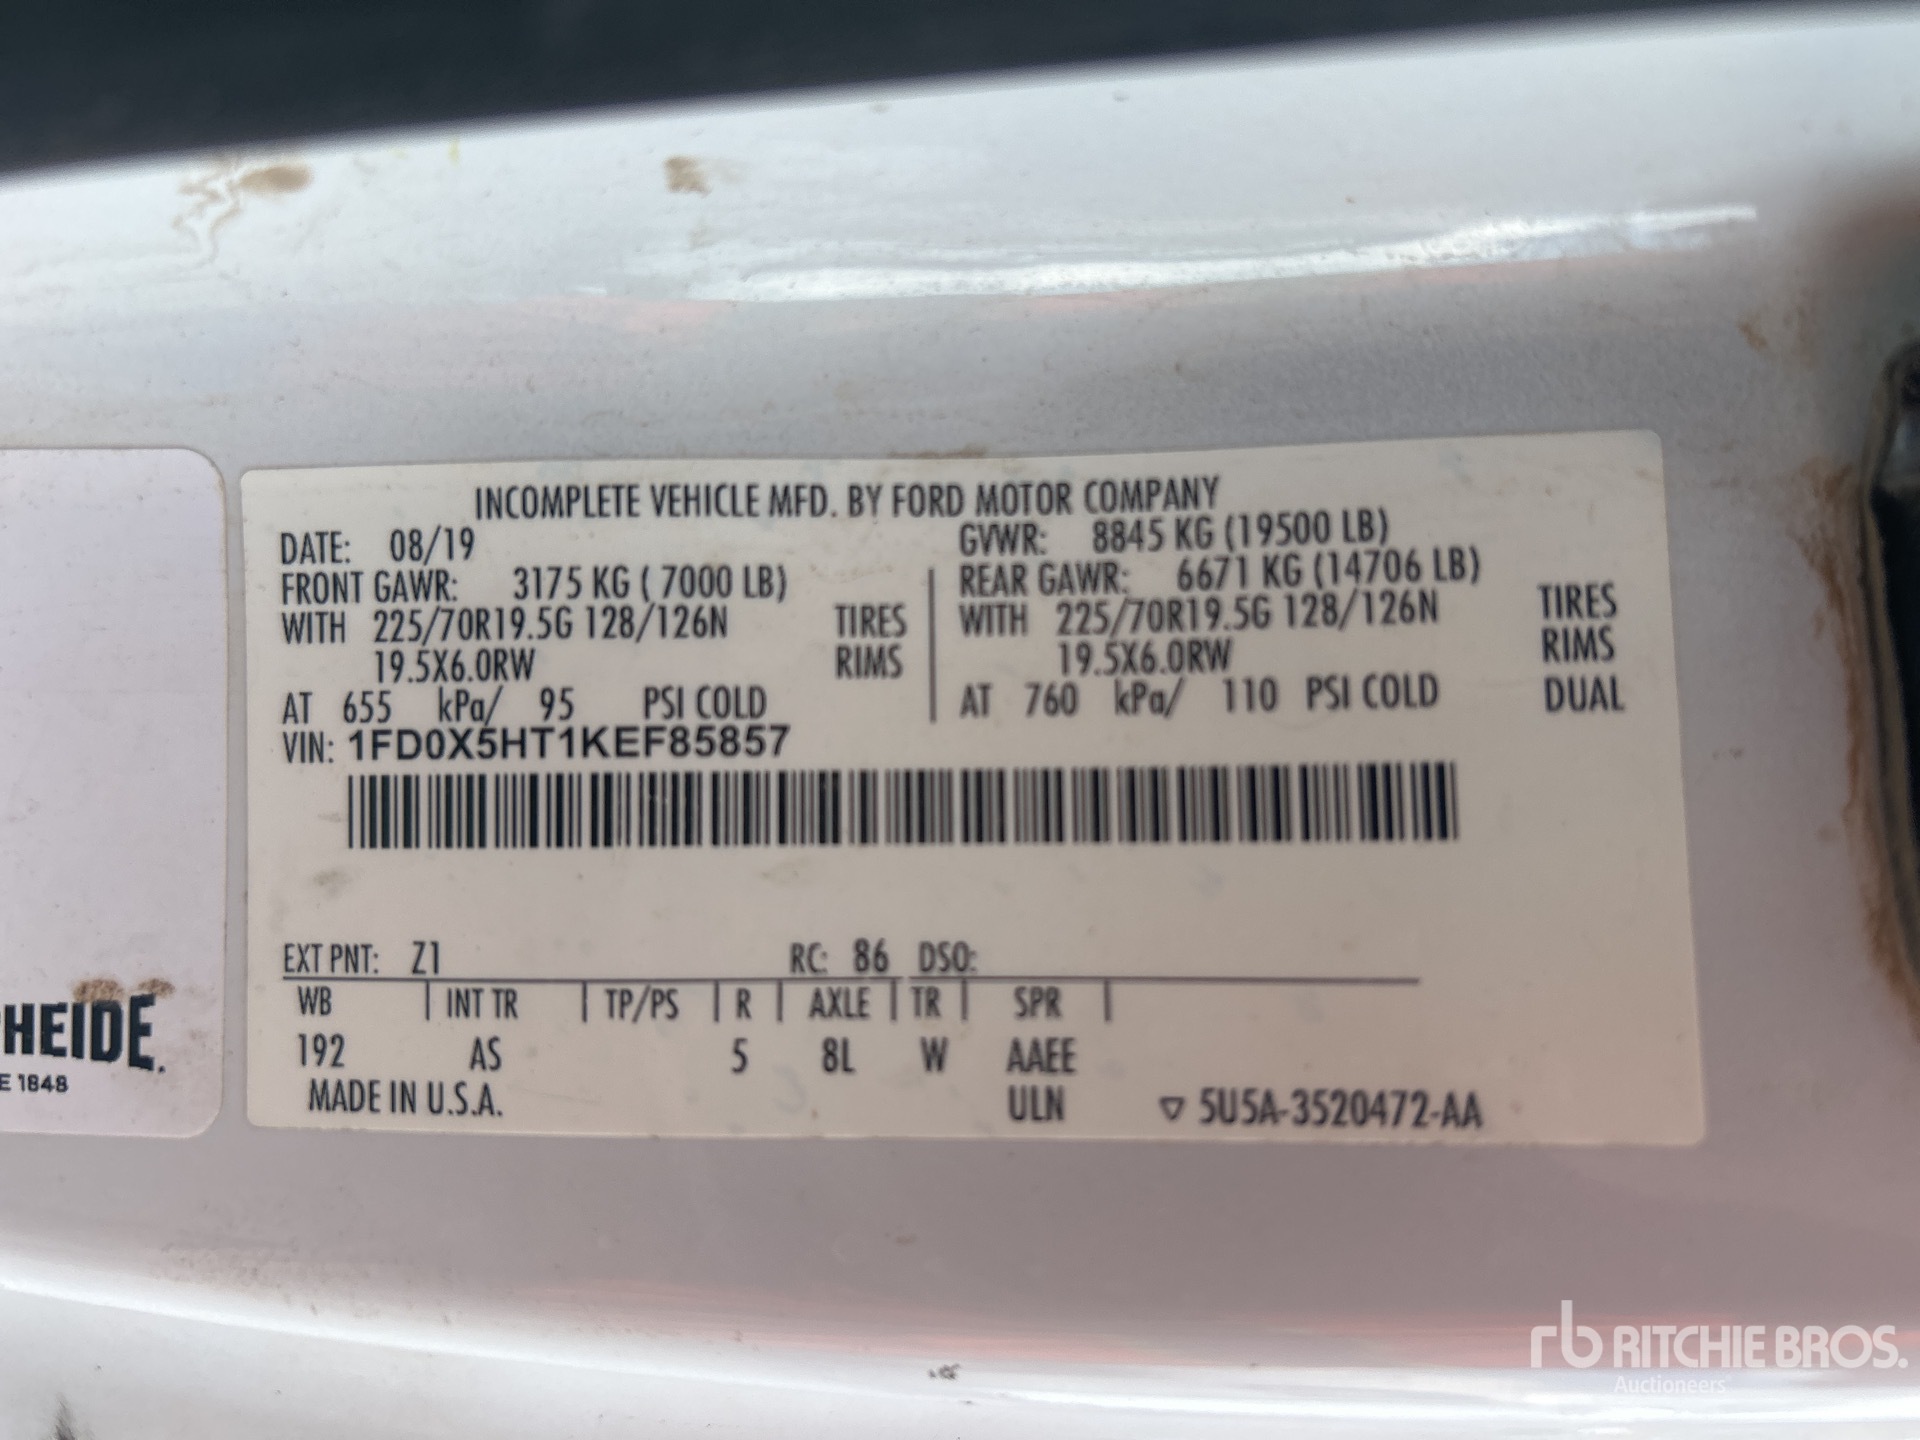 INCOMPLETE VEHICLE MFD. BY FORD MOTOR COMPANY
DATE: 08/19 GVWR: 8845 KG (19500 LB)
FRONT GAWR: 3175 KG ( 7000 LB) REAR GAWR: 6671 KG (14706 LB)
WITH 225/70R19.5G 128/126N TIRES WITH 225/70R19.5G 128/126N TIRES
19.5X6.0RW RIMS 19.5X6.0RW RIMS
AT 655 kPa/ 95 PSI COLD AT 760 kPa/ 110 PSI COLD DUAL
VIN: 1FD0X5HT1KEF85857
EXT PNT: Z1 RC: 86 DSO:
WB INT TR TP/PS R AXLE TR SPR
192 AS 5 8L W AAEE
MADE IN U.S.A. ULN ▽ 5U5A-3520472-AA
HEIDE.
E 1848
rb RITCHIE BROS.
Auctioneers